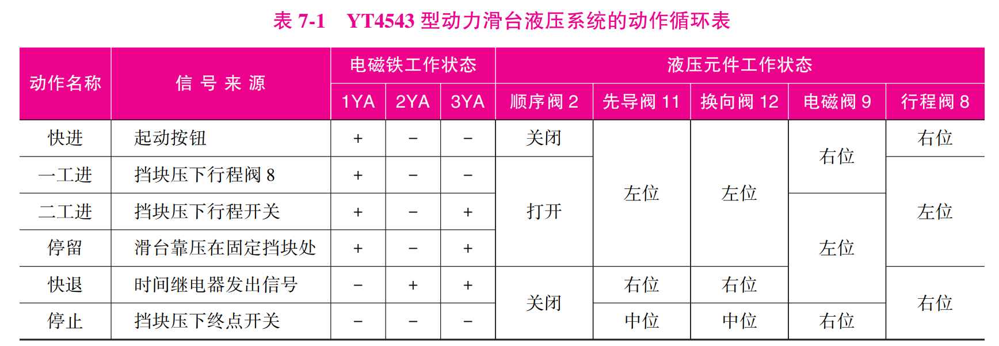 表 7-1 YT4543 型动力滑台液压系统的动作循环表
动作名称 信号来源 电磁铁工作状态 液压元件工作状态
1YA 2YA 3YA 顺序阀 2 先导阀 11 换向阀 12 电磁阀 9 行程阀 8
快进 起动按钮 + − − 关闭 左位 左位 右位 右位
一工进 挡块压下行程阀 8 + − − 打开 左位
二工进 挡块压下行程开关 + − + 左位
停留 滑台靠压在固定挡块处 + − +
快退 时间继电器发出信号 − + + 关闭 右位 右位 右位
停止 挡块压下终点开关 − − − 中位 中位 右位